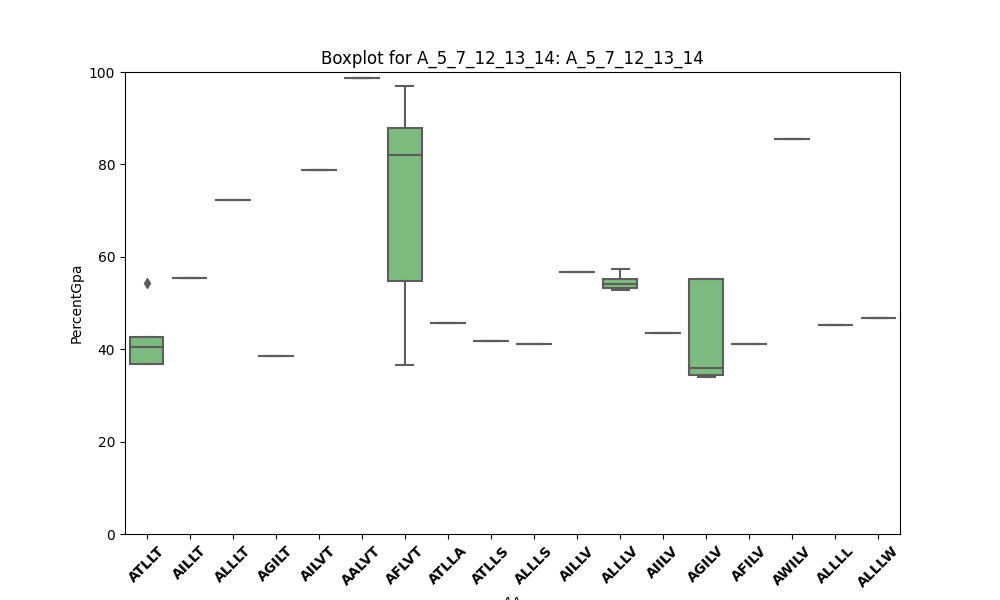 Boxplot for A_5_7_12_13_14: A_5_7_12_13_14
PercentGpa
100
80
60
40
20
0
ATLLT AILLT ALLLT AGILT AILVT AALVT AFLVT ATLLA ATLLS ALLLS AILLV ALLLV AIILV AGILV AFILV AWILV ALLLL ALLLW
AA